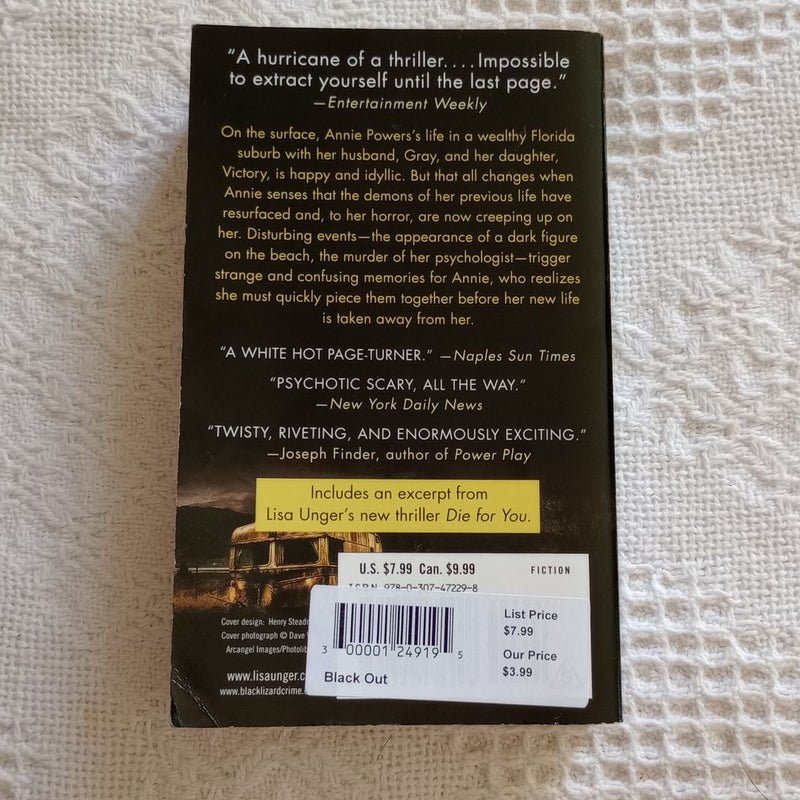 “A hurricane of a thriller. . . . Impossible
to extract yourself until the last page.”
—Entertainment Weekly
On the surface, Annie Powers’s life in a wealthy Florida
suburb with her husband, Gray, and her daughter,
Victory, is happy and idyllic. But that all changes when
Annie senses that the demons of her previous life have
resurfaced and, to her horror, are now creeping up on
her. Disturbing events—the appearance of a dark figure
on the beach, the murder of her psychologist—trigger
strange and confusing memories for Annie, who realizes
she must quickly piece them together before her new life
is taken away from her.
“A WHITE HOT PAGE-TURNER.” —Naples Sun Times
“PSYCHOTIC SCARY, ALL THE WAY.”
—New York Daily News
“TWISTY, RIVETING, AND ENORMOUSLY EXCITING.”
—Joseph Finder, author of Power Play
Includes an excerpt from
Lisa Unger’s new thriller Die for You.
U.S. $7.99 Can. $9.99 FICTION
ISBN 978-0-307-47229-8
Cover design: Henry
Cover photograph © Dave
Arcangel Images/
www.lisaunger.c
www.blacklizardcrime.
List Price
$7.99
Our Price
$3.99
3 00001 24919 5
Black Out